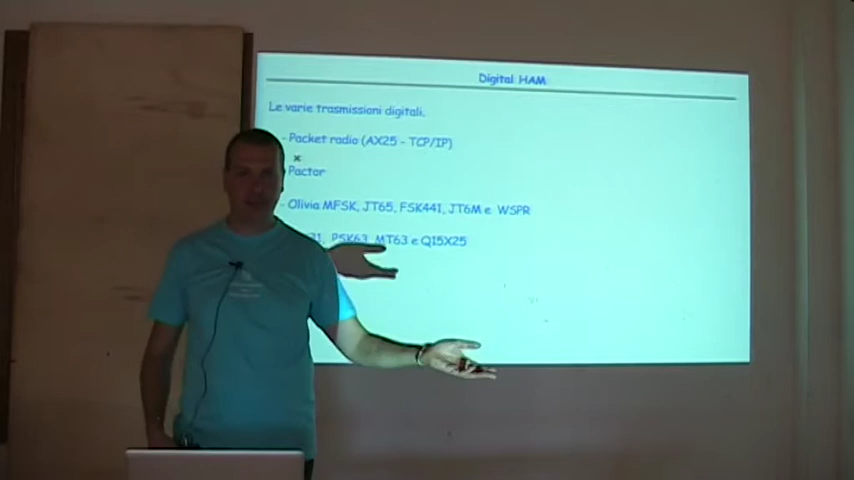 Digital HAM
Le varie trasmissioni digitali.
- Packet radio (AX25 - TCP/IP)
Pactor
- Olivia MFSK, JT65, FSK441, JT6M e WSPR
PSK63, MT63 e Q15X25